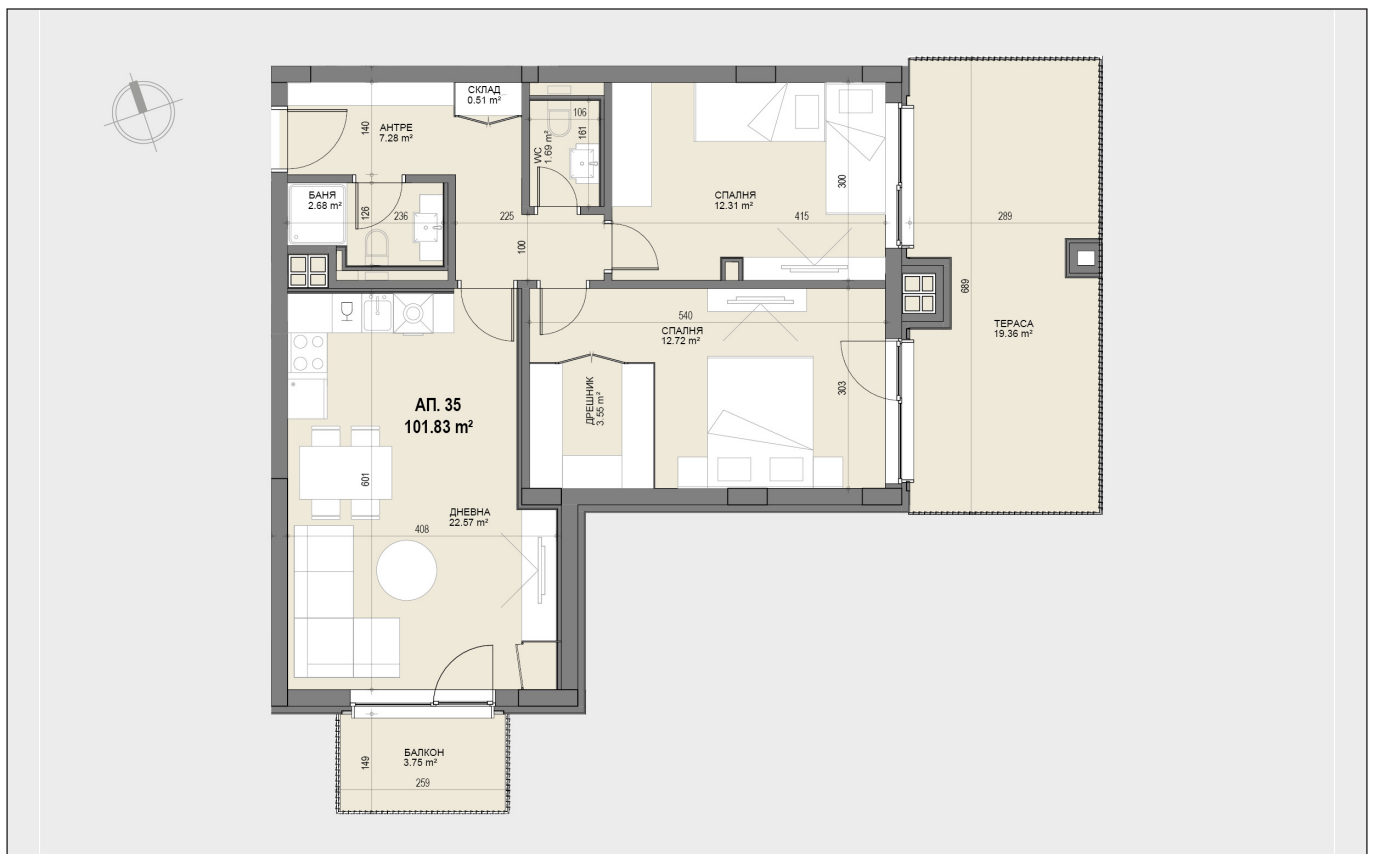 СКЛАД
0.51 m²
АНТРЕ
7.28 m²
140
106
161
WC
1.69 m²
БАНЯ
2.68 m²
126
236
225
100
СПАЛНЯ
12.31 m²
300
415
289
689
ТЕРАСА
19.36 m²
540
СПАЛНЯ
12.72 m²
303
ДРЕШНИК
3.55 m²
АП. 35
101.83 m²
601
ДНЕВНА
22.57 m²
408
БАЛКОН
3.75 m²
149
259